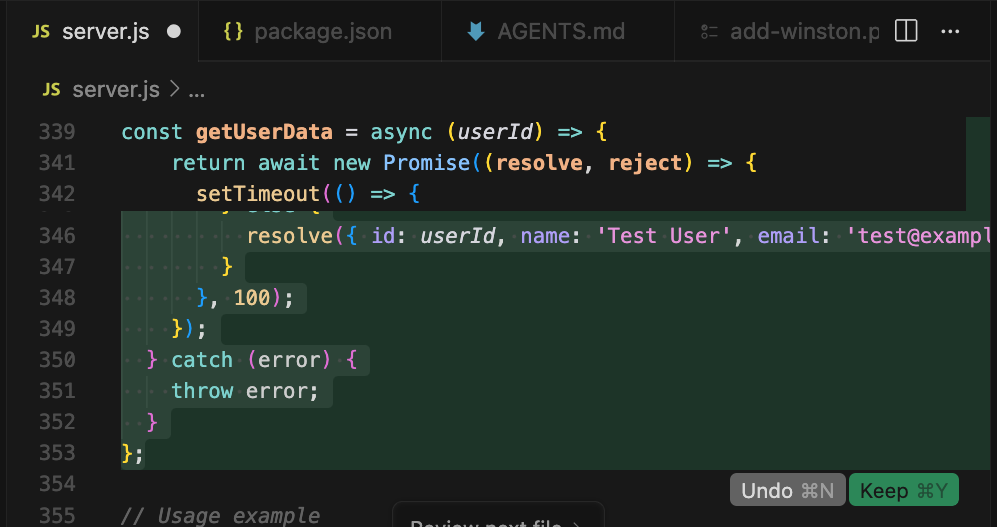 JS server.js ● {} package.json AGENTS.md add-winston.p ...
JS server.js > ...
339 const getUserData = async (userId) => {
341 return await new Promise((resolve, reject) => {
342 setTimeout(() => {
346 resolve({ id: userId, name: 'Test User', email: 'test@exampl
347 }
348 }, 100);
349 });
350 } catch (error) {
351 throw error;
352 }
353 };
354
Undo ⌘N Keep ⌘Y
355 // Usage example
Review next file >